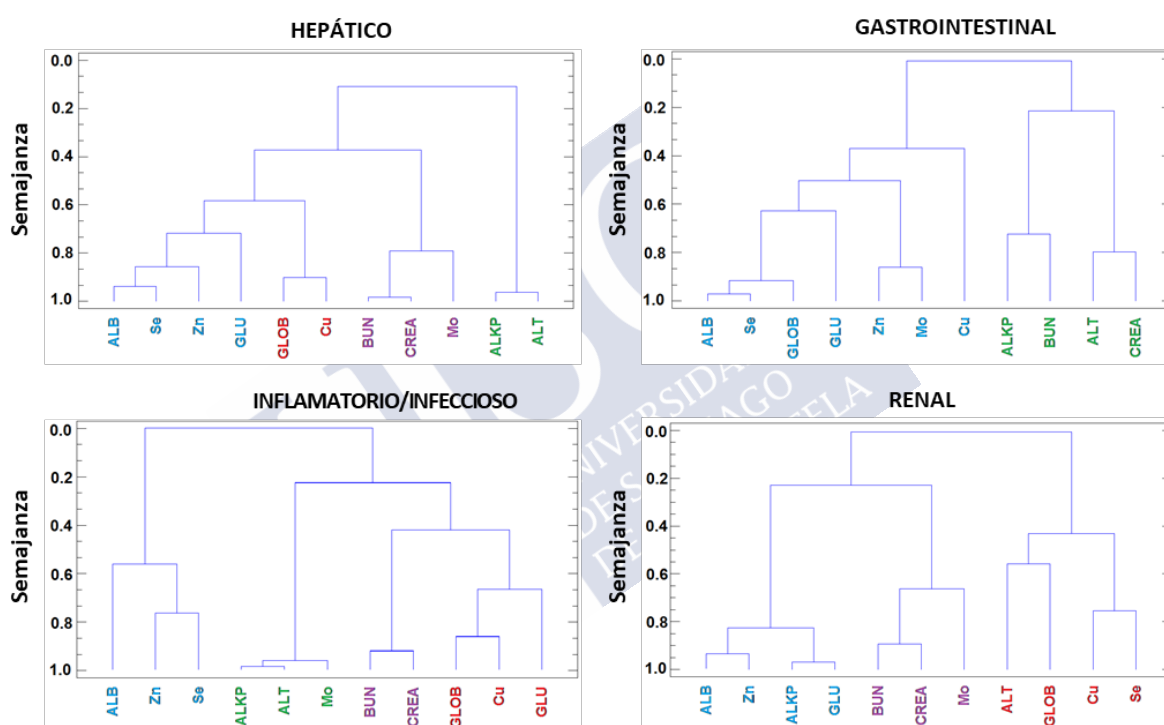 HEPÁTICO
Semajanza
0.0
0.2
0.4
0.6
0.8
1.0
ALB Se Zn GLU GLOB Cu BUN CREA Mo ALKP ALT
GASTROINTESTINAL
Semajanza
0.0
0.2
0.4
0.6
0.8
1.0
ALB Se GLOB GLU Zn Mo Cu ALKP BUN ALT CREA
INFLAMATORIO/INFECCIOSO
Semajanza
0.0
0.2
0.4
0.6
0.8
1.0
ALB Zn Se ALKP ALT Mo BUN CREA GLOB Cu GLU
RENAL
Semajanza
0.0
0.2
0.4
0.6
0.8
1.0
ALB Zn ALKP GLU BUN CREA Mo ALT GLOB Cu Se